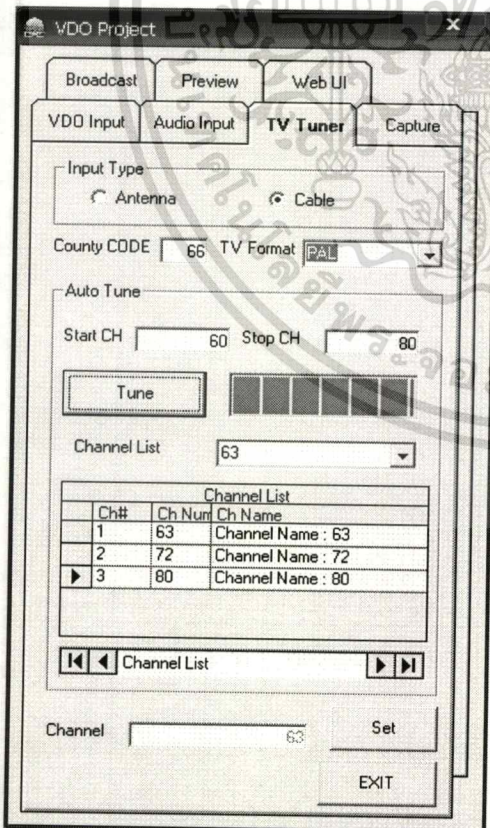 VDO Project
×
Broadcast Preview Web UI
VDO Input Audio Input TV Tuner Capture
Input Type
Antenna Cable
County CODE 66 TV Format PAL
Auto Tune
Start CH 60 Stop CH 80
Tune
Channel List 63
Channel List
Ch# Ch Num Ch Name
1 63 Channel Name : 63
2 72 Channel Name : 72
3 80 Channel Name : 80
Channel List
Channel 63 Set
EXIT